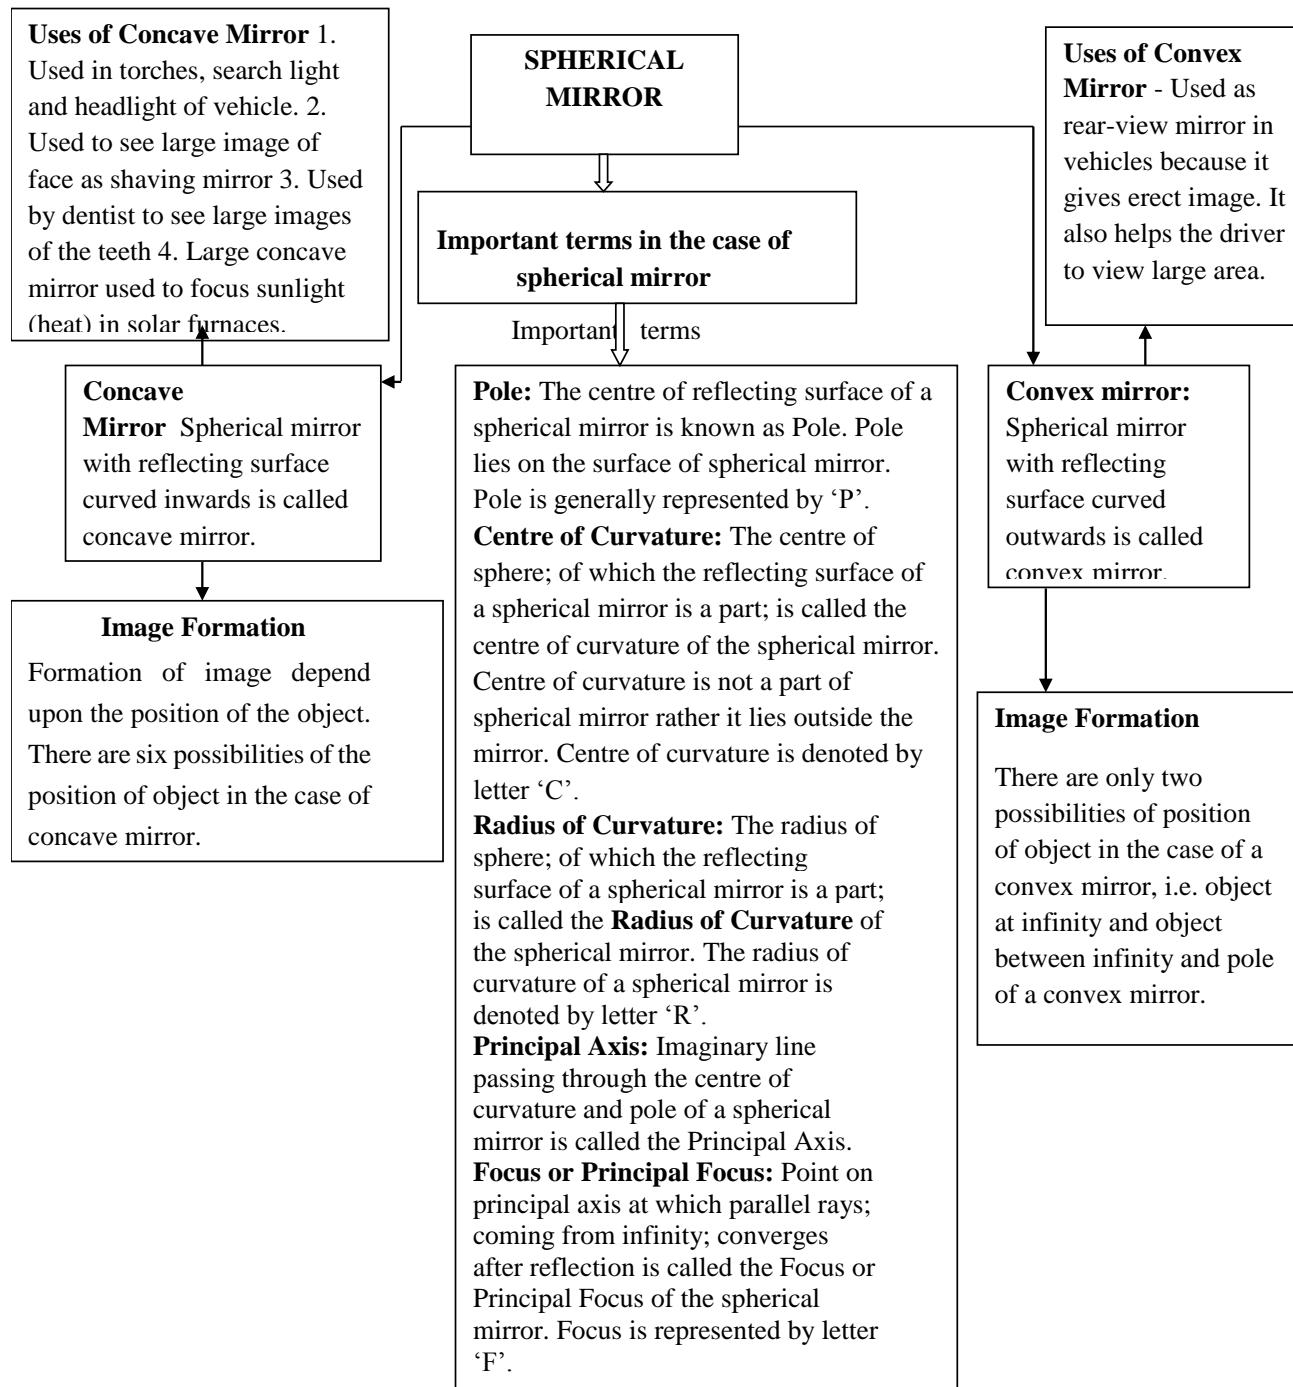 Uses of Concave Mirror 1.
Used in torches, search light
and headlight of vehicle. 2.
Used to see large image of
face as shaving mirror 3. Used
by dentist to see large images
of the teeth 4. Large concave
mirror used to focus sunlight
(heat) in solar furnaces.
SPHERICAL
MIRROR
Uses of Convex
Mirror - Used as
rear-view mirror in
vehicles because it
gives erect image. It
also helps the driver
to view large area.
Important terms in the case of
spherical mirror
Important terms
Concave
Mirror Spherical mirror
with reflecting surface
curved inwards is called
concave mirror.
Pole: The centre of reflecting surface of a
spherical mirror is known as Pole. Pole
lies on the surface of spherical mirror.
Pole is generally represented by ‘P’.
Centre of Curvature: The centre of
sphere; of which the reflecting surface of
a spherical mirror is a part; is called the
centre of curvature of the spherical mirror.
Centre of curvature is not a part of
spherical mirror rather it lies outside the
mirror. Centre of curvature is denoted by
letter ‘C’.
Radius of Curvature: The radius of
sphere; of which the reflecting
surface of a spherical mirror is a part;
is called the Radius of Curvature of
the spherical mirror. The radius of
curvature of a spherical mirror is
denoted by letter ‘R’.
Principal Axis: Imaginary line
passing through the centre of
curvature and pole of a spherical
mirror is called the Principal Axis.
Focus or Principal Focus: Point on
principal axis at which parallel rays;
coming from infinity; converges
after reflection is called the Focus or
Principal Focus of the spherical
mirror. Focus is represented by letter
‘F’.
Convex mirror:
Spherical mirror
with reflecting
surface curved
outwards is called
convex mirror.
Image Formation
Formation of image depend
upon the position of the object.
There are six possibilities of the
position of object in the case of
concave mirror.
Image Formation
There are only two
possibilities of position
of object in the case of a
convex mirror, i.e. object
at infinity and object
between infinity and pole
of a convex mirror.